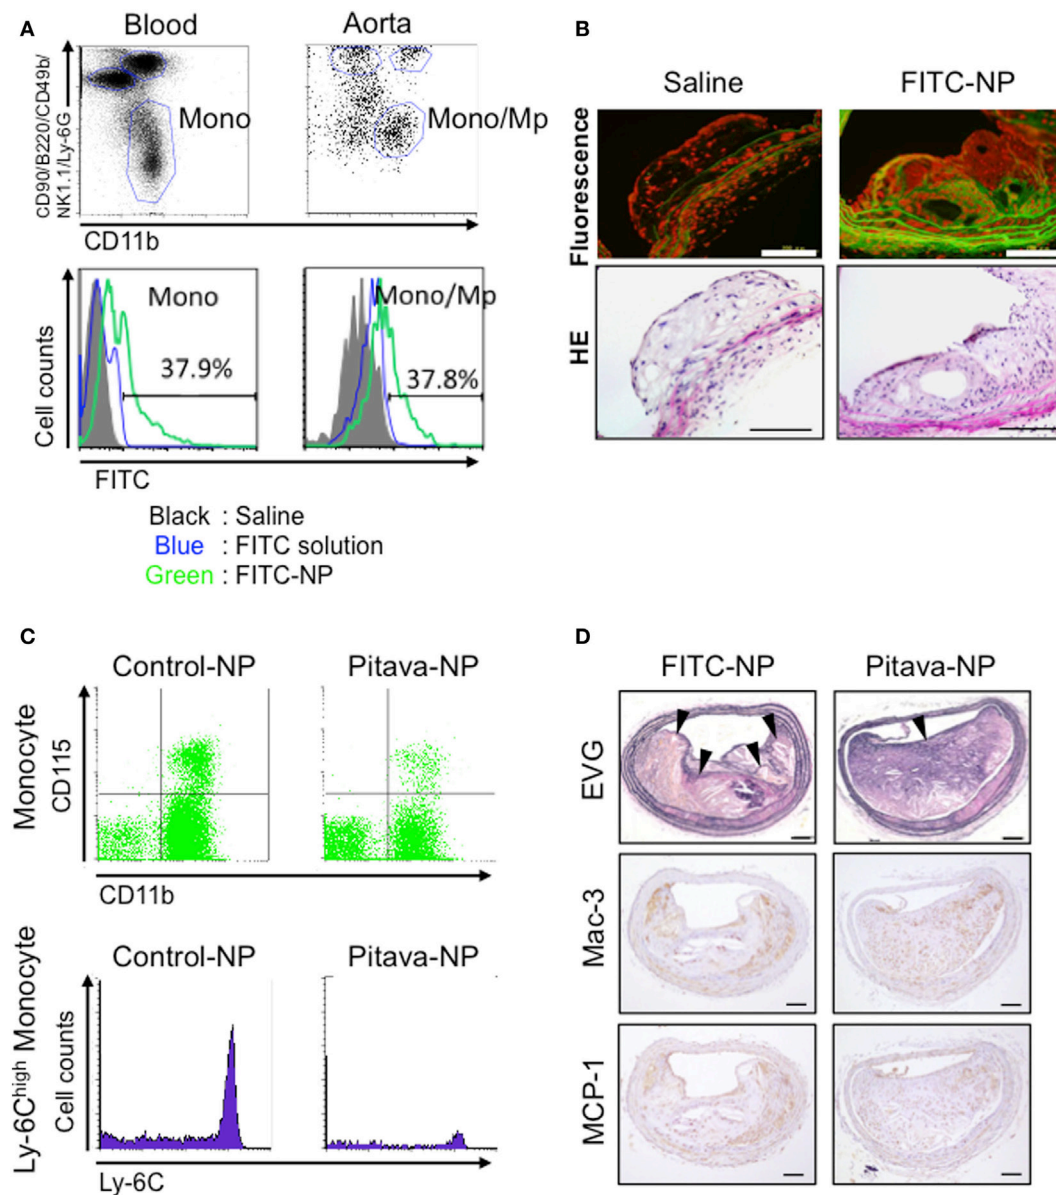 A
Blood
Aorta
CD90/B220/CD49b/
NK1.1/Ly-6G
Mono
Mono/Mp
CD11b
Cell counts
Mono
37.9%
Mono/Mp
37.8%
FITC
Black : Saline
Blue : FITC solution
Green : FITC-NP
B
Saline
FITC-NP
Fluorescence
HE
C
Control-NP
Pitava-NP
Monocyte
CD115
CD11b
Control-NP
Pitava-NP
Ly-6Chigh Monocyte
Cell counts
Ly-6C
D
FITC-NP
Pitava-NP
EVG
Mac-3
MCP-1